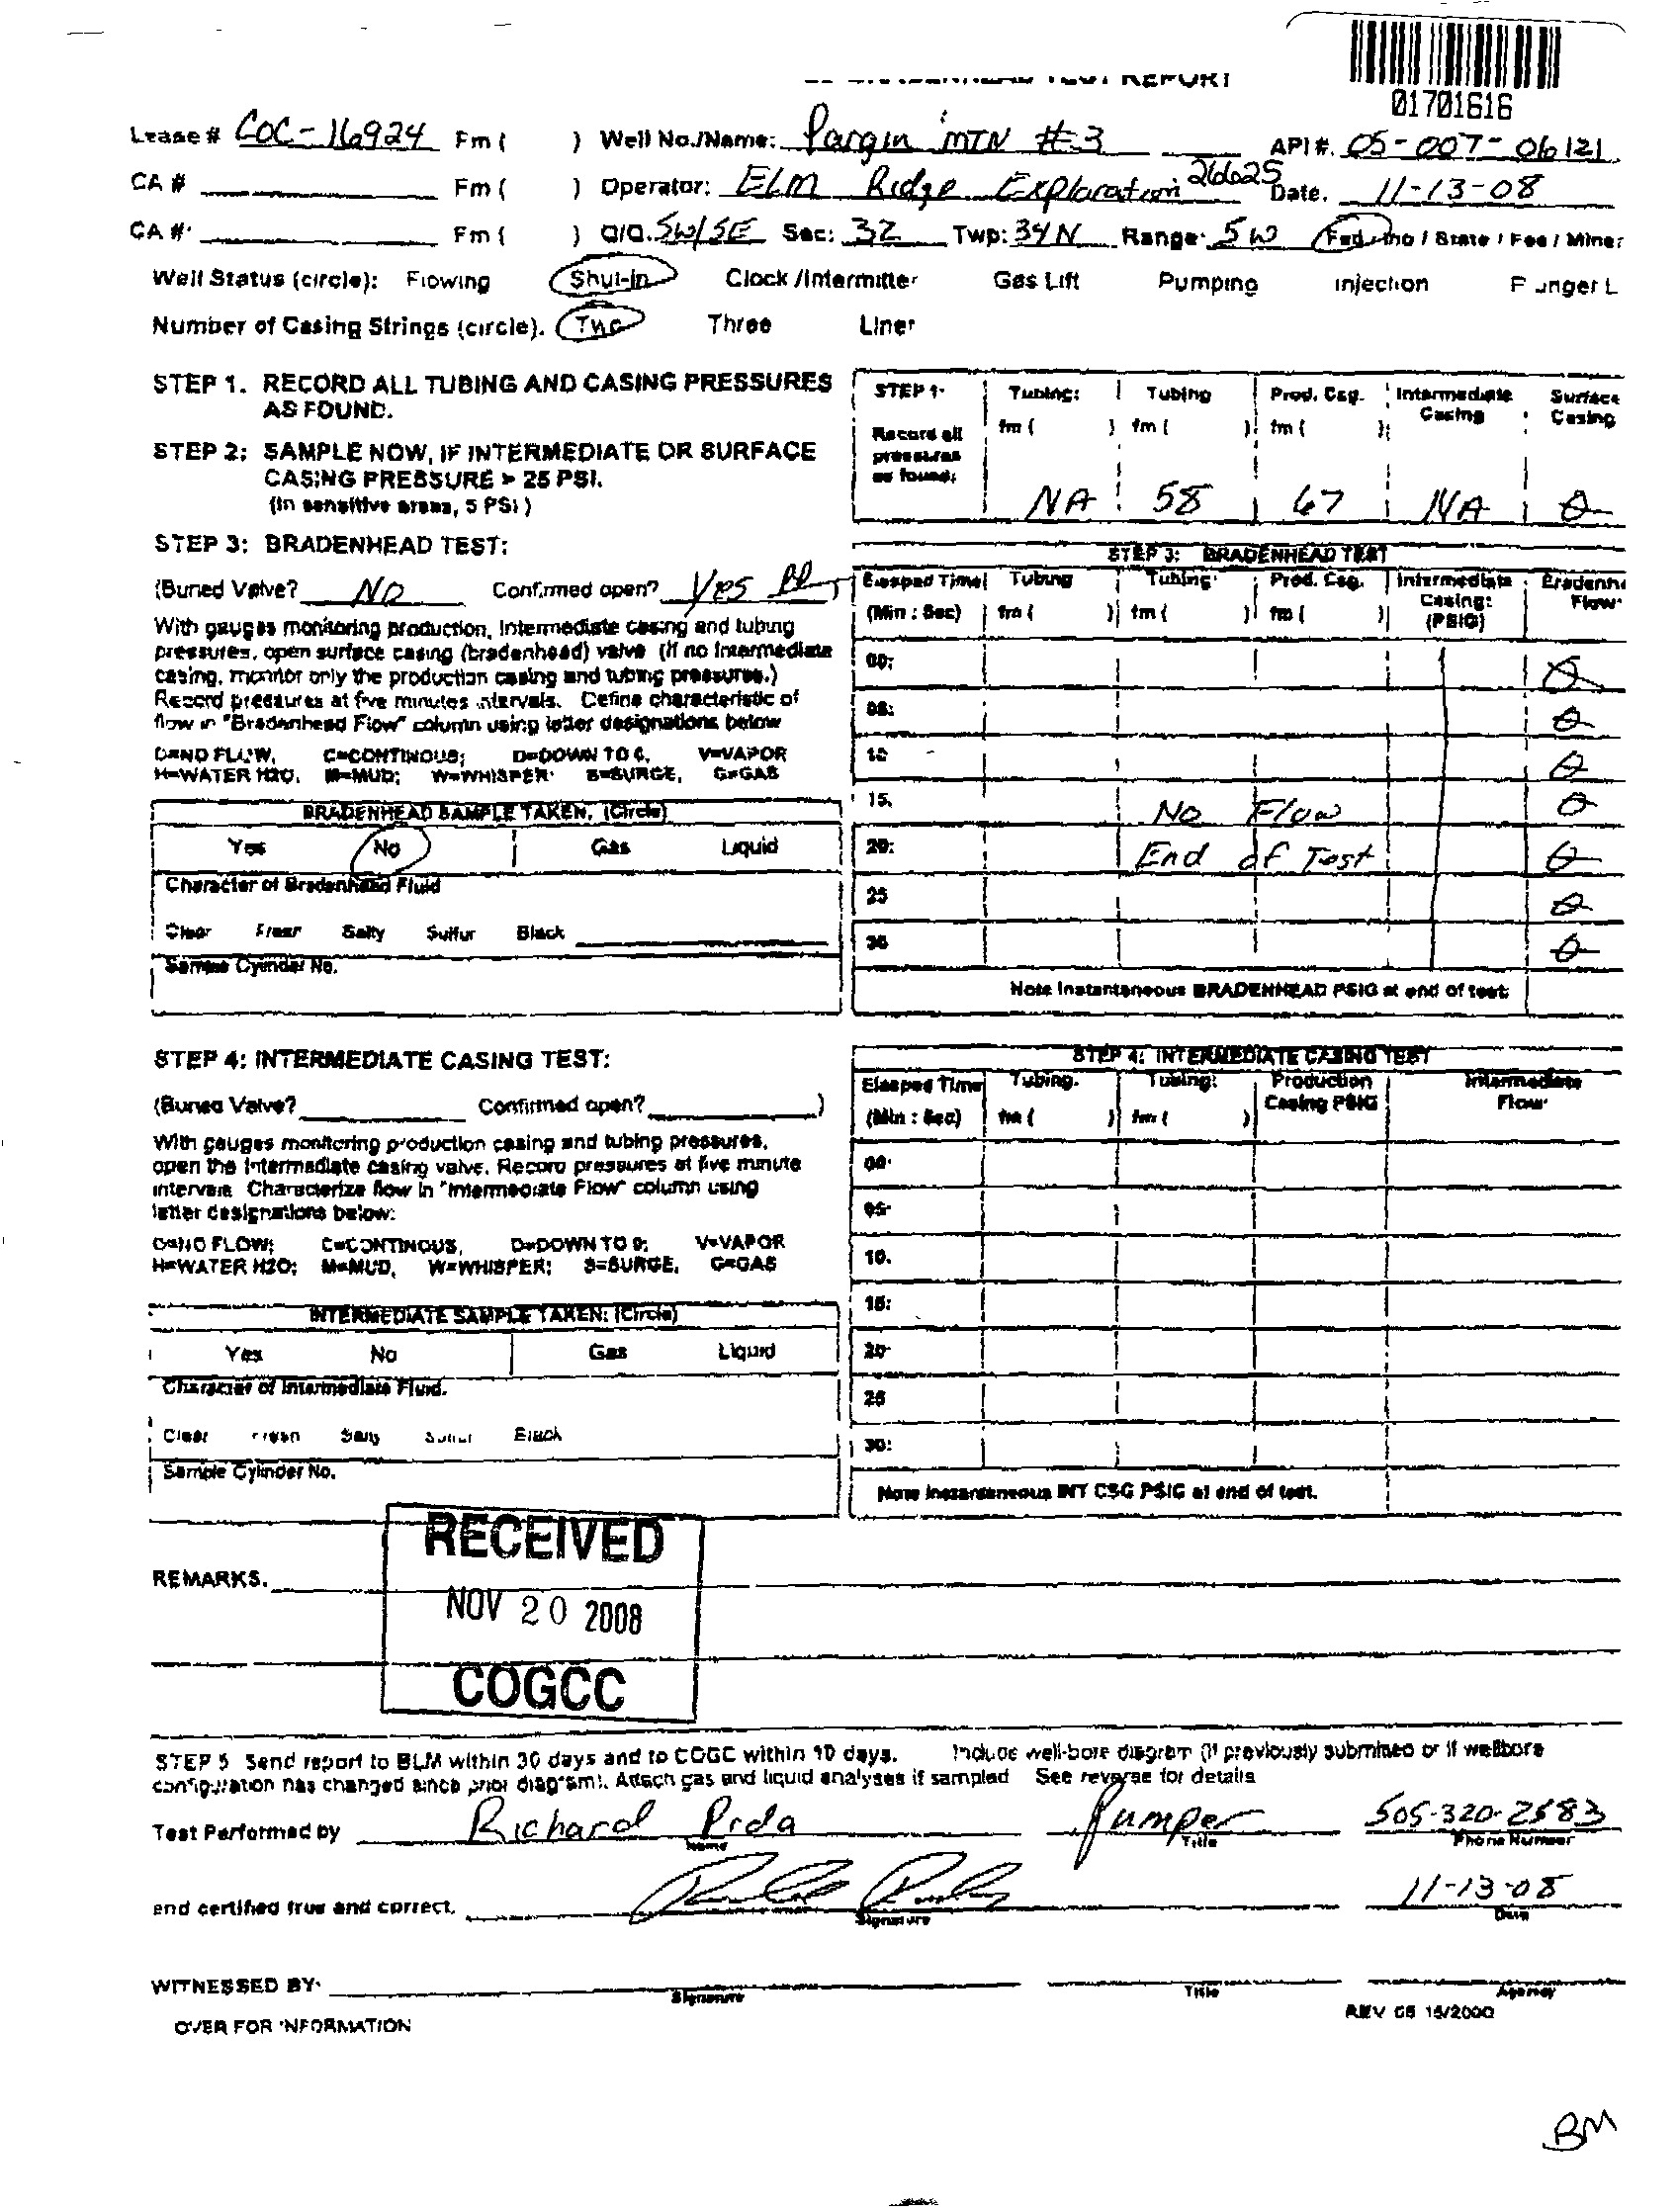 TEST REPORT
01701616
Lease # COC-16924 Fm ( ) Well No./Name: Pargin MTN #3 API #. 05-007-06121
CA # Fm ( ) Operator: ELM Ridge Exploration 26625 Date. 11-13-08
CA #. Fm ( ) Q/Q. SW/SE Sec: 32 Twp: 34N Range: 5W Fed / State / Fee / Miner
Well Status (circle): Flowing Shut-In Clock /Intermitter Gas Lift Pumping Injection
Number of Casing Strings (circle). Two Three Liner
STEP 1. RECORD ALL TUBING AND CASING PRESSURES
AS FOUND.
STEP 2: SAMPLE NOW, IF INTERMEDIATE OR SURFACE
CASING PRESSURE > 25 PSI.
(In sensitive areas, 5 PSI)
STEP 1- Tubing: Tubing Prod. Csg. Intermediate Casing Surface Casing
Record all pressures as found: fm ( ) fm ( ) fm ( ):
NA 58 67 NA 0
STEP 3: BRADENHEAD TEST:
(Buried Valve? NO Confirmed open? Yes )
With gauges monitoring production, Intermediate casing and tubing
pressures, open surface casing (bradenhead) valve (If no Intermediate
casing, monitor only the production casing and tubing pressures.)
Record pressures at five minutes intervals. Define characteristic of
flow in "Bradenhead Flow" column using letter designations below
O=NO FLOW, C=CONTINOUS; D=DOWN TO 0, V=VAPOR
H=WATER H2O, M=MUD; W=WHISPER S=SURGE, G=GAS
BRADENHEAD SAMPLE TAKEN. (Circle)
Yes No Gas Liquid
Character of Bradenhead Fluid
Clear Fresh Salty Sulfur Black
Sample Cylinder No.
STEP 3: BRADENHEAD TEST
Elasped Time Tubing Tubing Prod. Csg. Intermediate Casing: (PSIG) Bradenh Flow
(Min : Sec) fm ( ) fm ( ) fm ( )
00: 0
05: 0
10 0
15. No Flow 0
20: End of Test 0
25 0
30 0
Note Instantaneous BRADENHEAD PSIG at end of test:
STEP 4: INTERMEDIATE CASING TEST:
(Buried Valve? Confirmed open? )
With gauges monitoring production casing and tubing pressures,
open the Intermediate casing valve. Record pressures at five minute
intervals Characterize flow in "Intermediate Flow" column using
letter designations below:
O=NO FLOW; C=CONTINOUS, D=DOWN TO 0; V=VAPOR
H=WATER H2O; M=MUD, W=WHISPER; S=SURGE, G=GAS
INTERMEDIATE SAMPLE TAKEN: (Circle)
Yes No Gas Liquid
Character of Intermediate Fluid.
Clear Fresh Salty Sulfur Black
Sample Cylinder No.
STEP 4: INTERMEDIATE CASING TEST
Elasped Time Tubing. Tubing: Production Casing PSIG Intermediate Flow
(Min : Sec) fm ( ) fm ( )
00
05
10.
15:
20
25
30:
Note Instantaneous INT CSG PSIG at end of test.
RECEIVED
NOV 20 2008
COGCC
REMARKS.
STEP 5 Send report to BLM within 30 days and to COGC within 10 days. Include well-bore diagram (if previously submitted or if wellbore
configuration has changed since prior diagram). Attach gas and liquid analyses if sampled See reverse for details
Test Performed by Richard Pumper 505-320-2583
Name Title Phone Number
and certified true and correct. 11-13-08
Signature Date
WITNESSED BY.
Signature Title Agency
OVER FOR INFORMATION REV 05 15/2000
BM